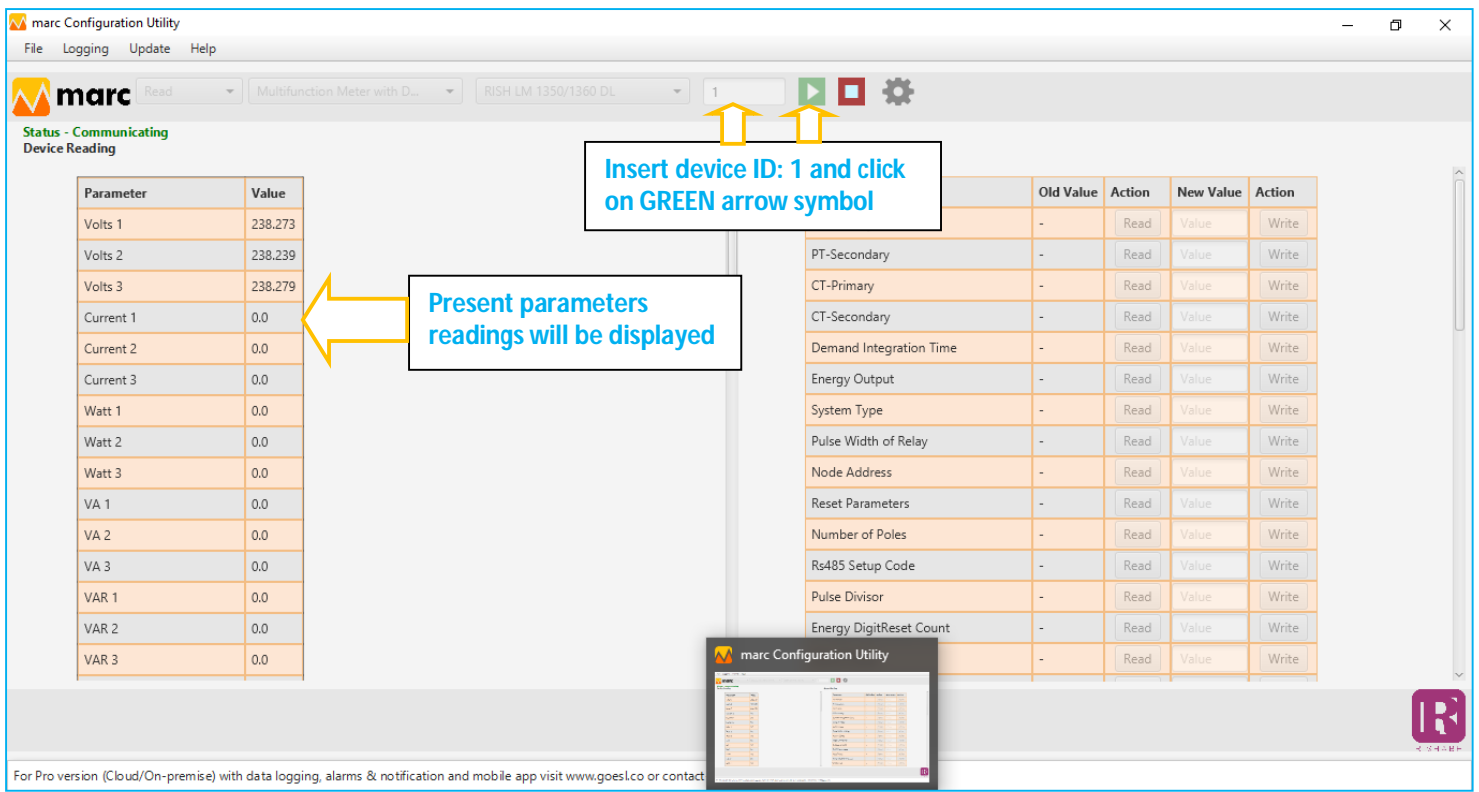 marc Configuration Utility
File Logging Update Help
marc Read Multifunction Meter with D... RISH LM 1350/1360 DL 1
Status - Communicating
Device Reading
Insert device ID: 1 and click
on GREEN arrow symbol
Parameter Value
Volts 1 238.273
Volts 2 238.239
Volts 3 238.279
Current 1 0.0
Current 2 0.0
Current 3 0.0
Watt 1 0.0
Watt 2 0.0
Watt 3 0.0
VA 1 0.0
VA 2 0.0
VA 3 0.0
VAR 1 0.0
VAR 2 0.0
VAR 3 0.0
Present parameters
readings will be displayed
Old Value Action New Value Action
- Read Value Write
PT-Secondary - Read Value Write
CT-Primary - Read Value Write
CT-Secondary - Read Value Write
Demand Integration Time - Read Value Write
Energy Output - Read Value Write
System Type - Read Value Write
Pulse Width of Relay - Read Value Write
Node Address - Read Value Write
Reset Parameters - Read Value Write
Number of Poles - Read Value Write
Rs485 Setup Code - Read Value Write
Pulse Divisor - Read Value Write
Energy DigitReset Count - Read Value Write
- Read Value Write
marc Configuration Utility
For Pro version (Cloud/On-premise) with data logging, alarms & notification and mobile app visit www.goesl.co or contact